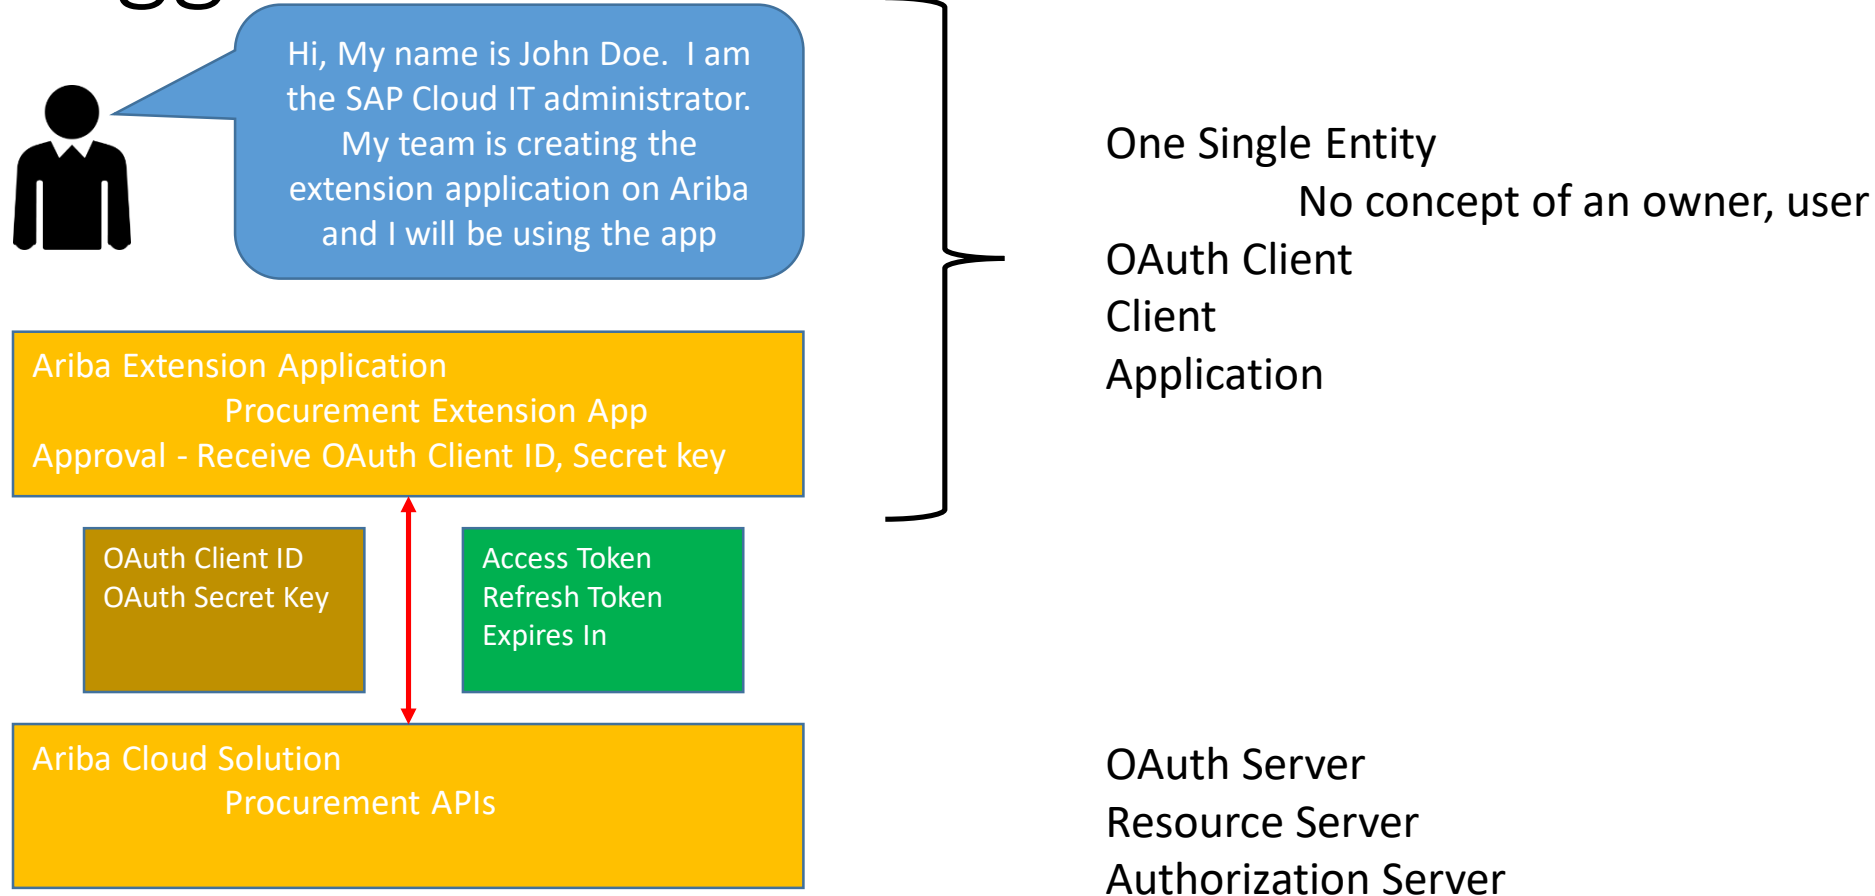 Hi, My name is John Doe. I am
the SAP Cloud IT administrator.
My team is creating the
extension application on Ariba
and I will be using the app
One Single Entity
No concept of an owner, user
OAuth Client
Client
Application
Ariba Extension Application
Procurement Extension App
Approval - Receive OAuth Client ID, Secret key
OAuth Client ID
OAuth Secret Key
Access Token
Refresh Token
Expires In
Ariba Cloud Solution
Procurement APIs
OAuth Server
Resource Server
Authorization Server